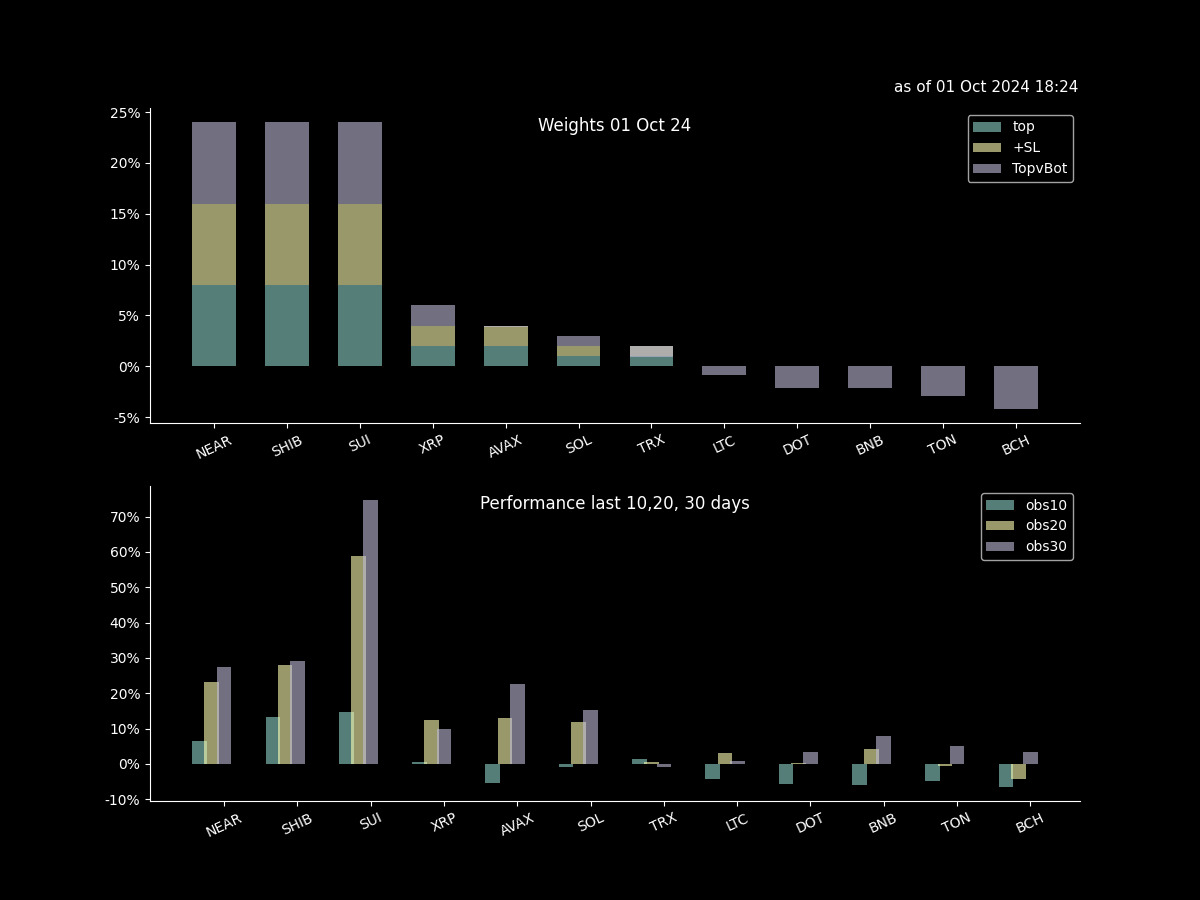 as of 01 Oct 2024 18:24
Weights 01 Oct 24
top
+SL
TopvBot
25%
20%
15%
10%
5%
0%
-5%
NEAR SHIB SUI XRP AVAX SOL TRX LTC DOT BNB TON BCH
Performance last 10,20, 30 days
obs10
obs20
obs30
70%
60%
50%
40%
30%
20%
10%
0%
-10%
NEAR SHIB SUI XRP AVAX SOL TRX LTC DOT BNB TON BCH